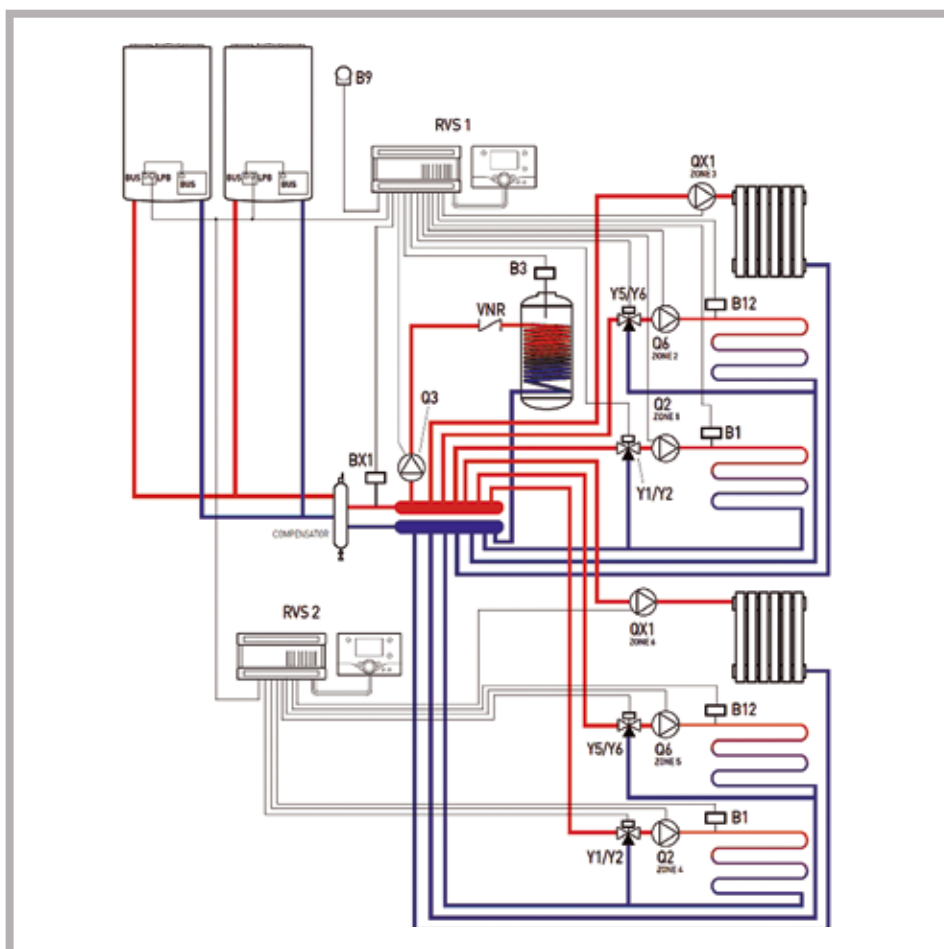 B9
RVS 1
QX1
ZONE 3
BUS LPB
BUS
BUS LPB
BUS
B3
Y5/Y6
B12
VNR
Q6
ZONE 2
Q3
Q2
B1
BX1
Y1/Y2
COMPENSATOR
RVS 2
QX1
ZONE 6
B12
Y5/Y6
Q6
ZONE 5
B1
Y1/Y2
Q2
ZONE 4